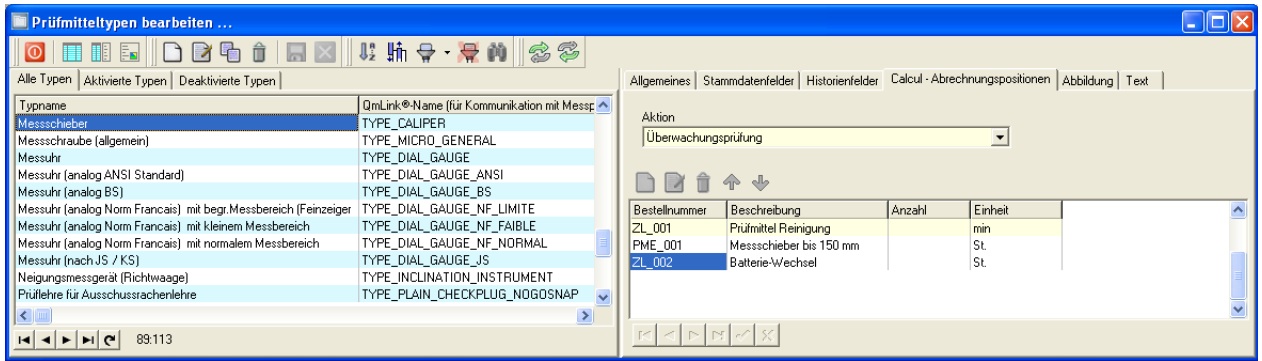 Prüfmitteltypen bearbeiten ...
Alle Typen Aktivierte Typen Deaktivierte Typen
Typname QmLink®-Name (für Kommunikation mit Messp
Messschieber TYPE_CALIPER
Messschraube (allgemein) TYPE_MICRO_GENERAL
Messuhr TYPE_DIAL_GAUGE
Messuhr (analog ANSI Standard) TYPE_DIAL_GAUGE_ANSI
Messuhr (analog BS) TYPE_DIAL_GAUGE_BS
Messuhr (analog Norm Francais) mit begr.Messbereich (Feinzeiger TYPE_DIAL_GAUGE_NF_LIMITE
Messuhr (analog Norm Francais) mit kleinem Messbereich TYPE_DIAL_GAUGE_NF_FAIBLE
Messuhr (analog Norm Francais) mit normalem Messbereich TYPE_DIAL_GAUGE_NF_NORMAL
Messuhr (nach JS / KS) TYPE_DIAL_GAUGE_JS
Neigungsmessgerät (Richtwaage) TYPE_INCLINATION_INSTRUMENT
Prüflehre für Ausschussrachenlehre TYPE_PLAIN_CHECKPLUG_NOGOSNAP
89:113
Allgemeines Stammdatenfelder Historienfelder Calcul - Abrechnungspositionen Abbildung Text
Aktion
Überwachungsprüfung
Bestellnummer Beschreibung Anzahl Einheit
ZL_001 Prüfmittel Reinigung min
PME_001 Messschieber bis 150 mm St.
ZL_002 Batterie-Wechsel St.